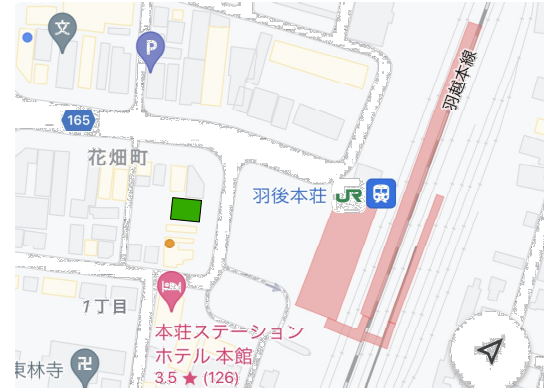 文
P
羽越本線
165
花畑町
羽後本荘
JR
1丁目
本荘ステーション
ホテル 本館
3.5 ★ (126)
東林寺
卍